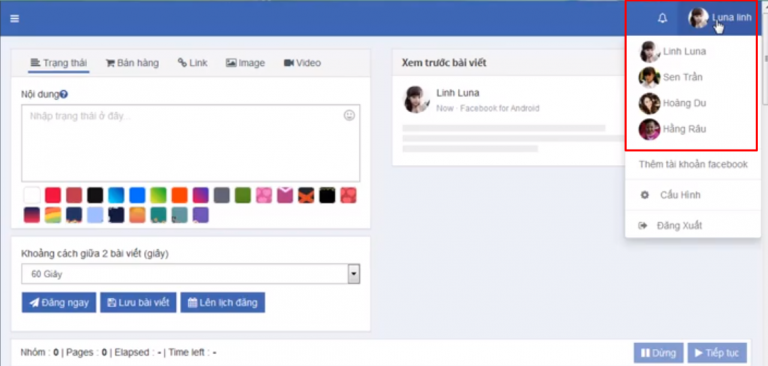 Luna linh
Linh Luna
Sen Trần
Hoàng Du
Hằng Râu
Thêm tài khoản facebook
Cấu Hình
Đăng Xuất
Trạng thái Bán hàng Link Image Video
Nội dung
Nhập trạng thái ở đây...
Xem trước bài viết
Linh Luna
Now · Facebook for Android
Khoảng cách giữa 2 bài viết (giây)
60 Giây
Đăng ngay Lưu bài viết Lên lịch đăng
Nhóm : 0 | Pages : 0 | Elapsed : - | Time left : -
Dừng Tiếp tục